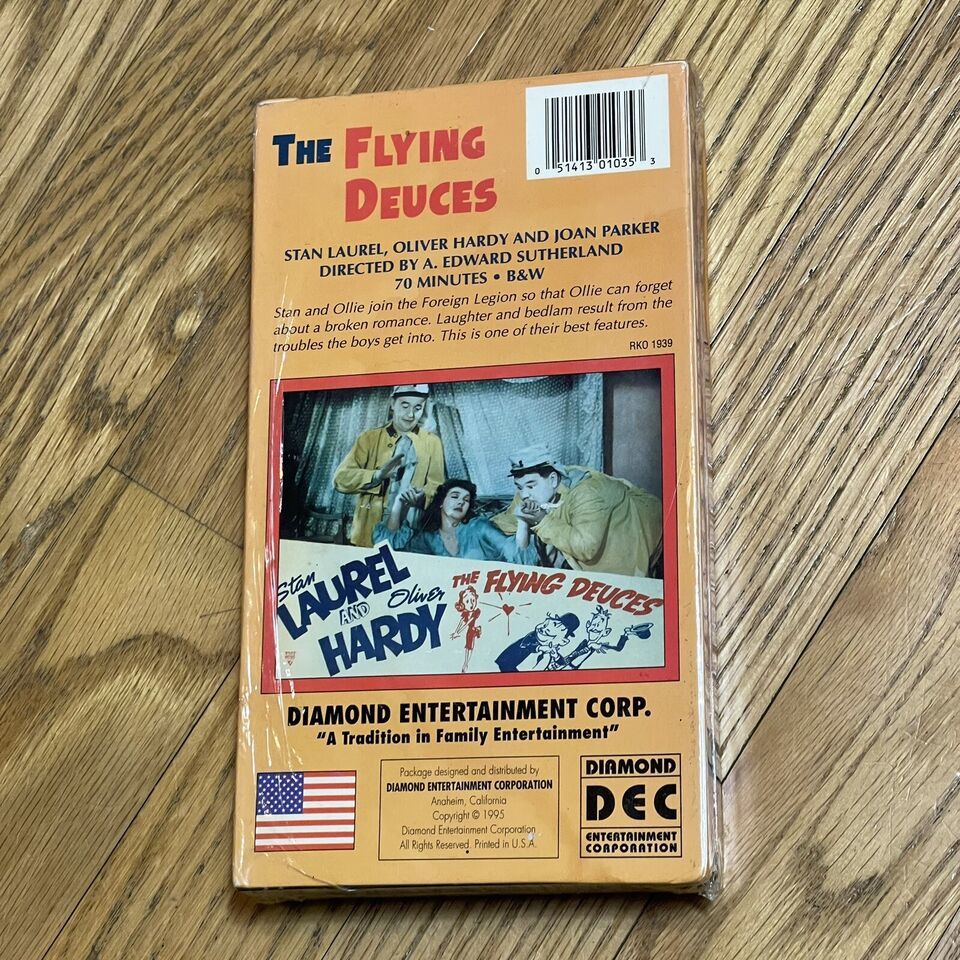 THE FLYING
DEUCES
0 51413 01035 3
STAN LAUREL, OLIVER HARDY AND JOAN PARKER
DIRECTED BY A. EDWARD SUTHERLAND
70 MINUTES • B&W
Stan and Ollie join the Foreign Legion so that Ollie can forget
about a broken romance. Laughter and bedlam result from the
troubles the boys get into. This is one of their best features.
RKO 1939
Stan
LAUREL
AND Oliver
HARDY
THE FLYING DEUCES
DIAMOND ENTERTAINMENT CORP.
"A Tradition in Family Entertainment"
Package designed and distributed by
DIAMOND ENTERTAINMENT CORPORATION
Anaheim, California
Copyright © 1995
Diamond Entertainment Corporation
All Rights Reserved. Printed in U.S.A.
DIAMOND
DEC
ENTERTAINMENT
CORPORATION